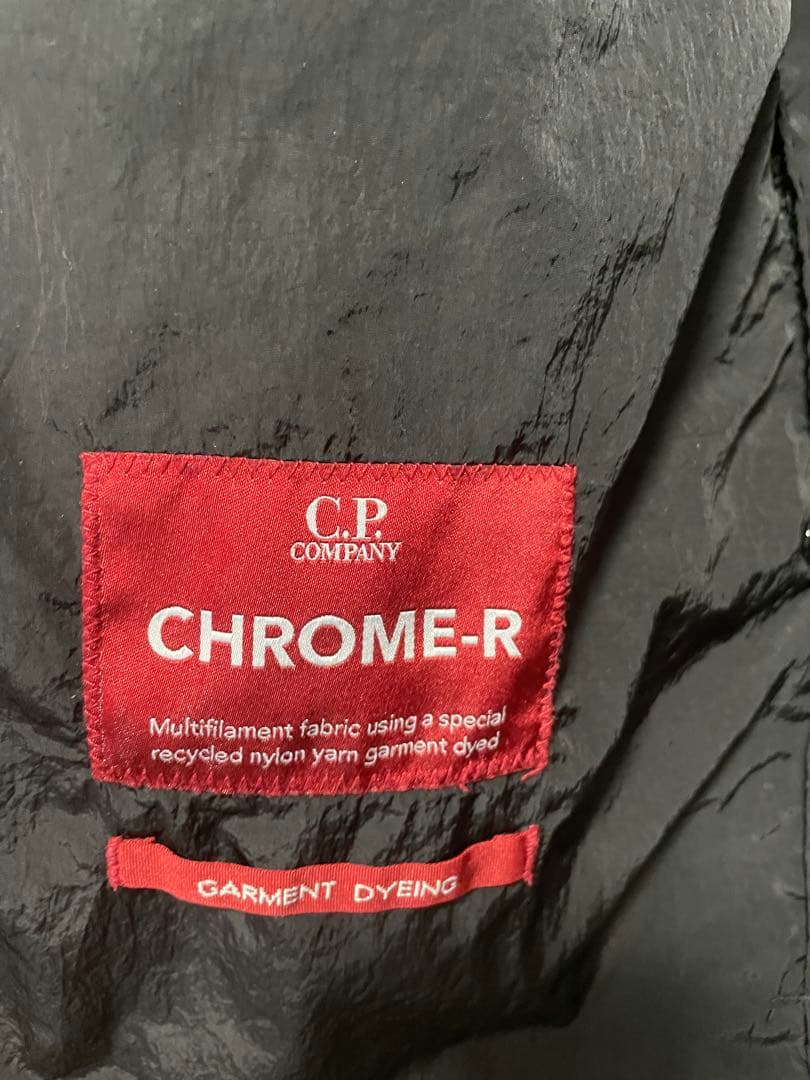 C.P.
COMPANY
CHROME-R
Multifilament fabric using a special
recycled nylon yarn garment dyed
GARMENT DYEING